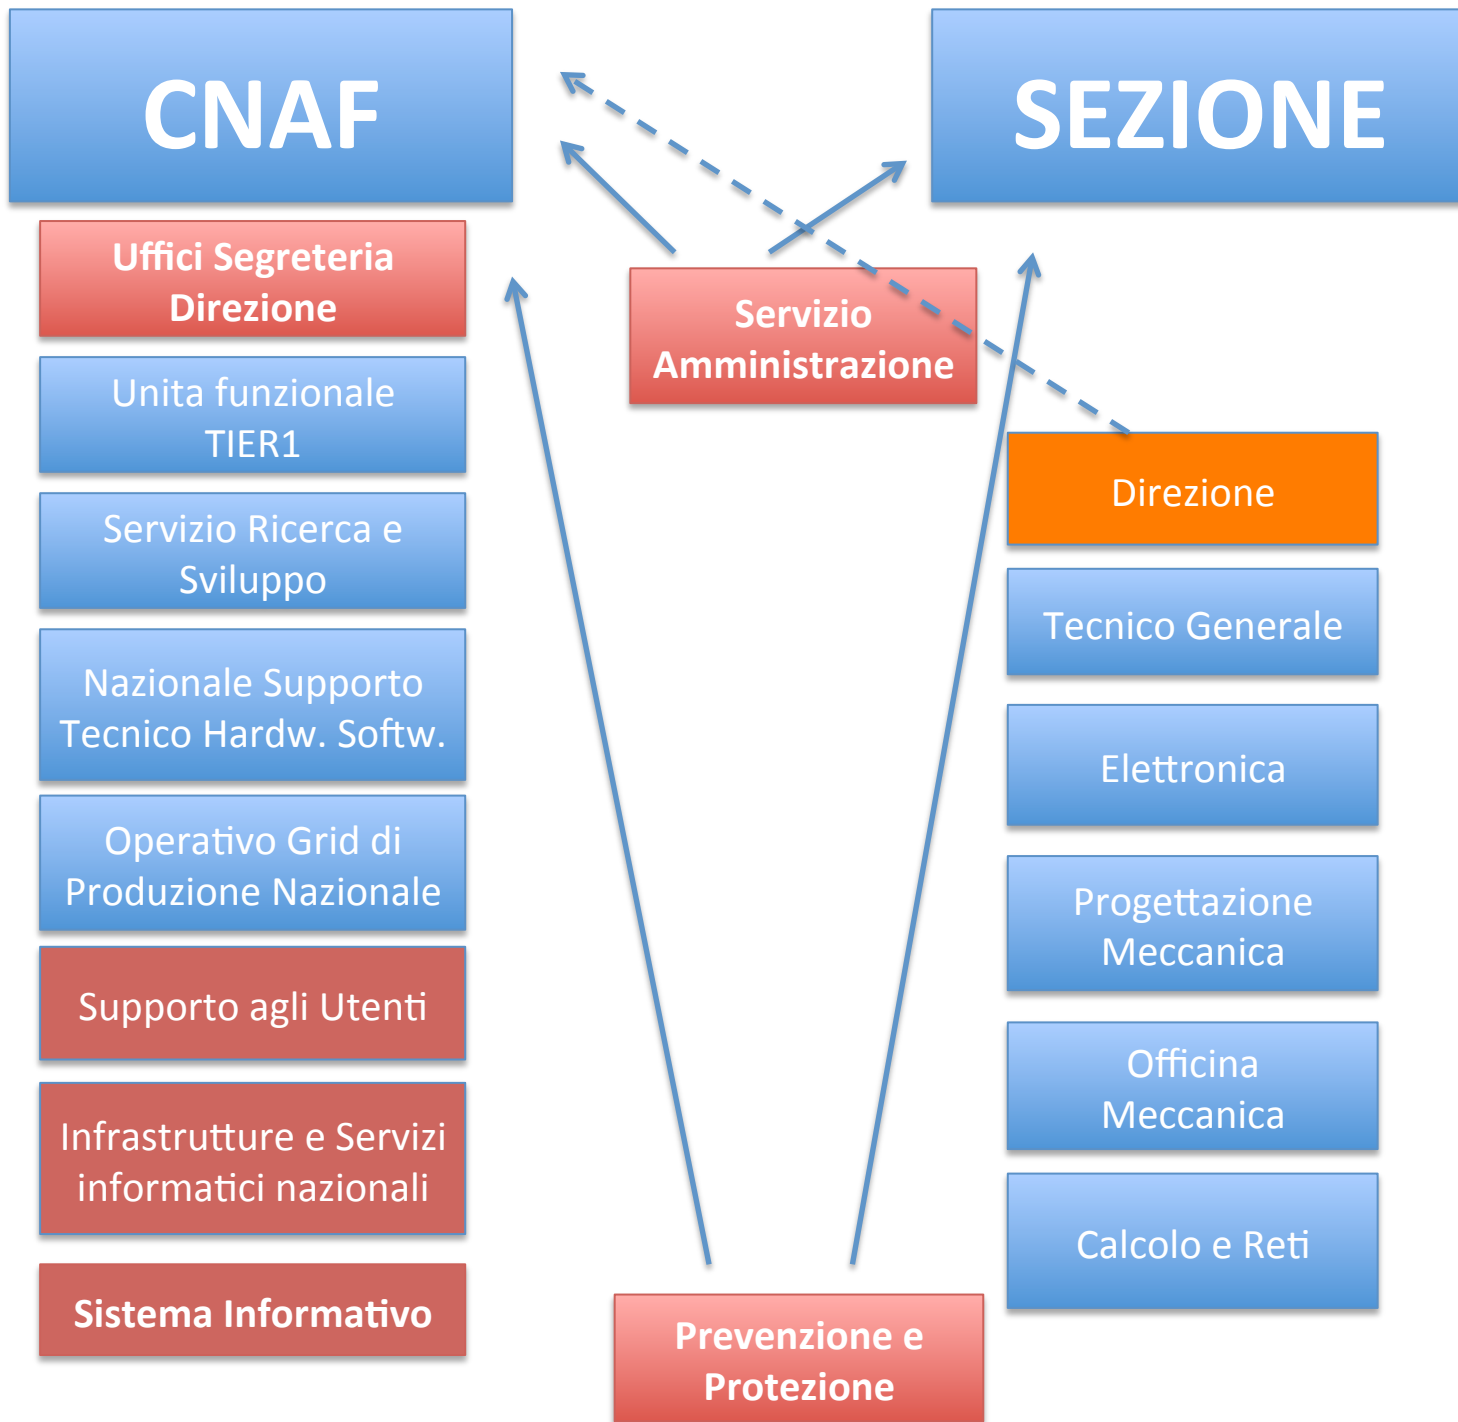 CNAF
SEZIONE
Uffici Segreteria
Direzione
Servizio
Amministrazione
Unita funzionale
TIER1
Servizio Ricerca e
Sviluppo
Nazionale Supporto
Tecnico Hardw. Softw.
Operativo Grid di
Produzione Nazionale
Supporto agli Utenti
Infrastrutture e Servizi
informatici nazionali
Sistema Informativo
Direzione
Tecnico Generale
Elettronica
Progettazione
Meccanica
Officina
Meccanica
Calcolo e Reti
Prevenzione e
Protezione